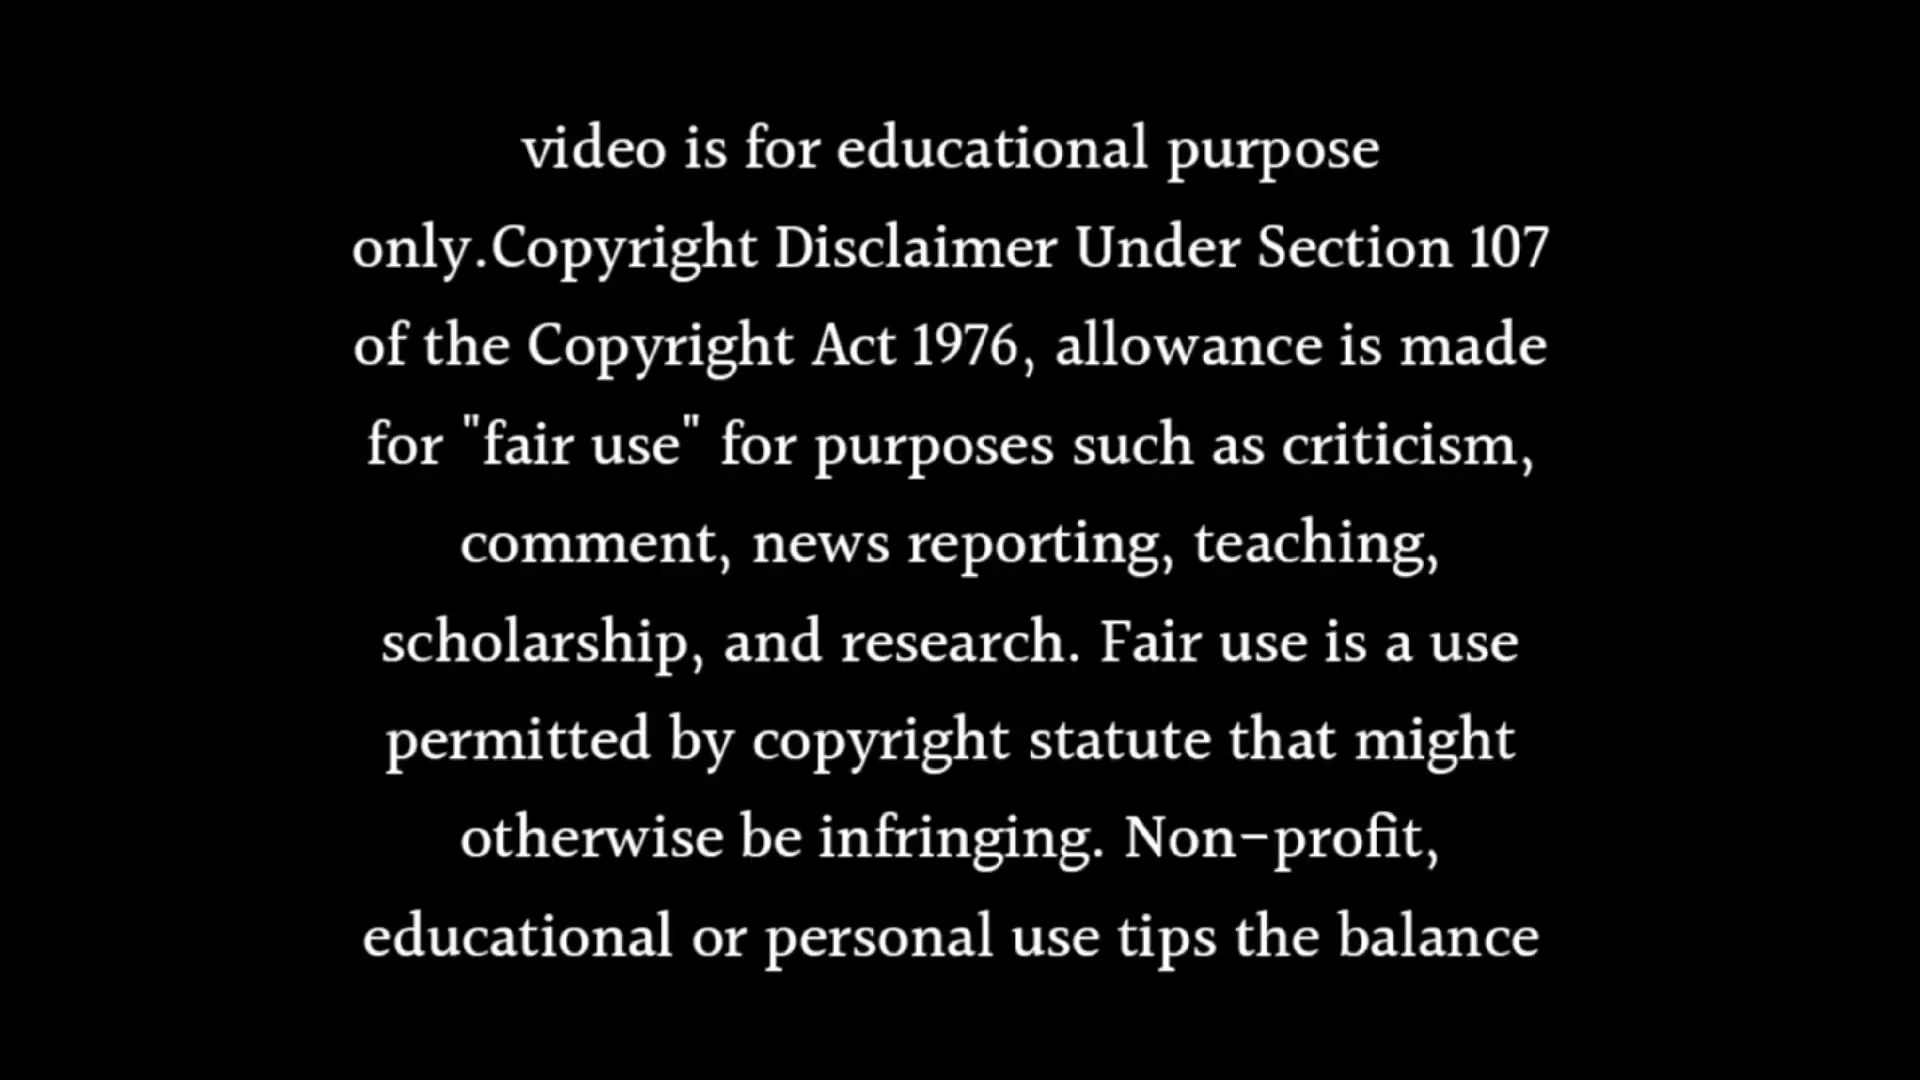 video is for educational purpose
only.Copyright Disclaimer Under Section 107
of the Copyright Act 1976, allowance is made
for "fair use" for purposes such as criticism,
comment, news reporting, teaching,
scholarship, and research. Fair use is a use
permitted by copyright statute that might
otherwise be infringing. Non-profit,
educational or personal use tips the balance